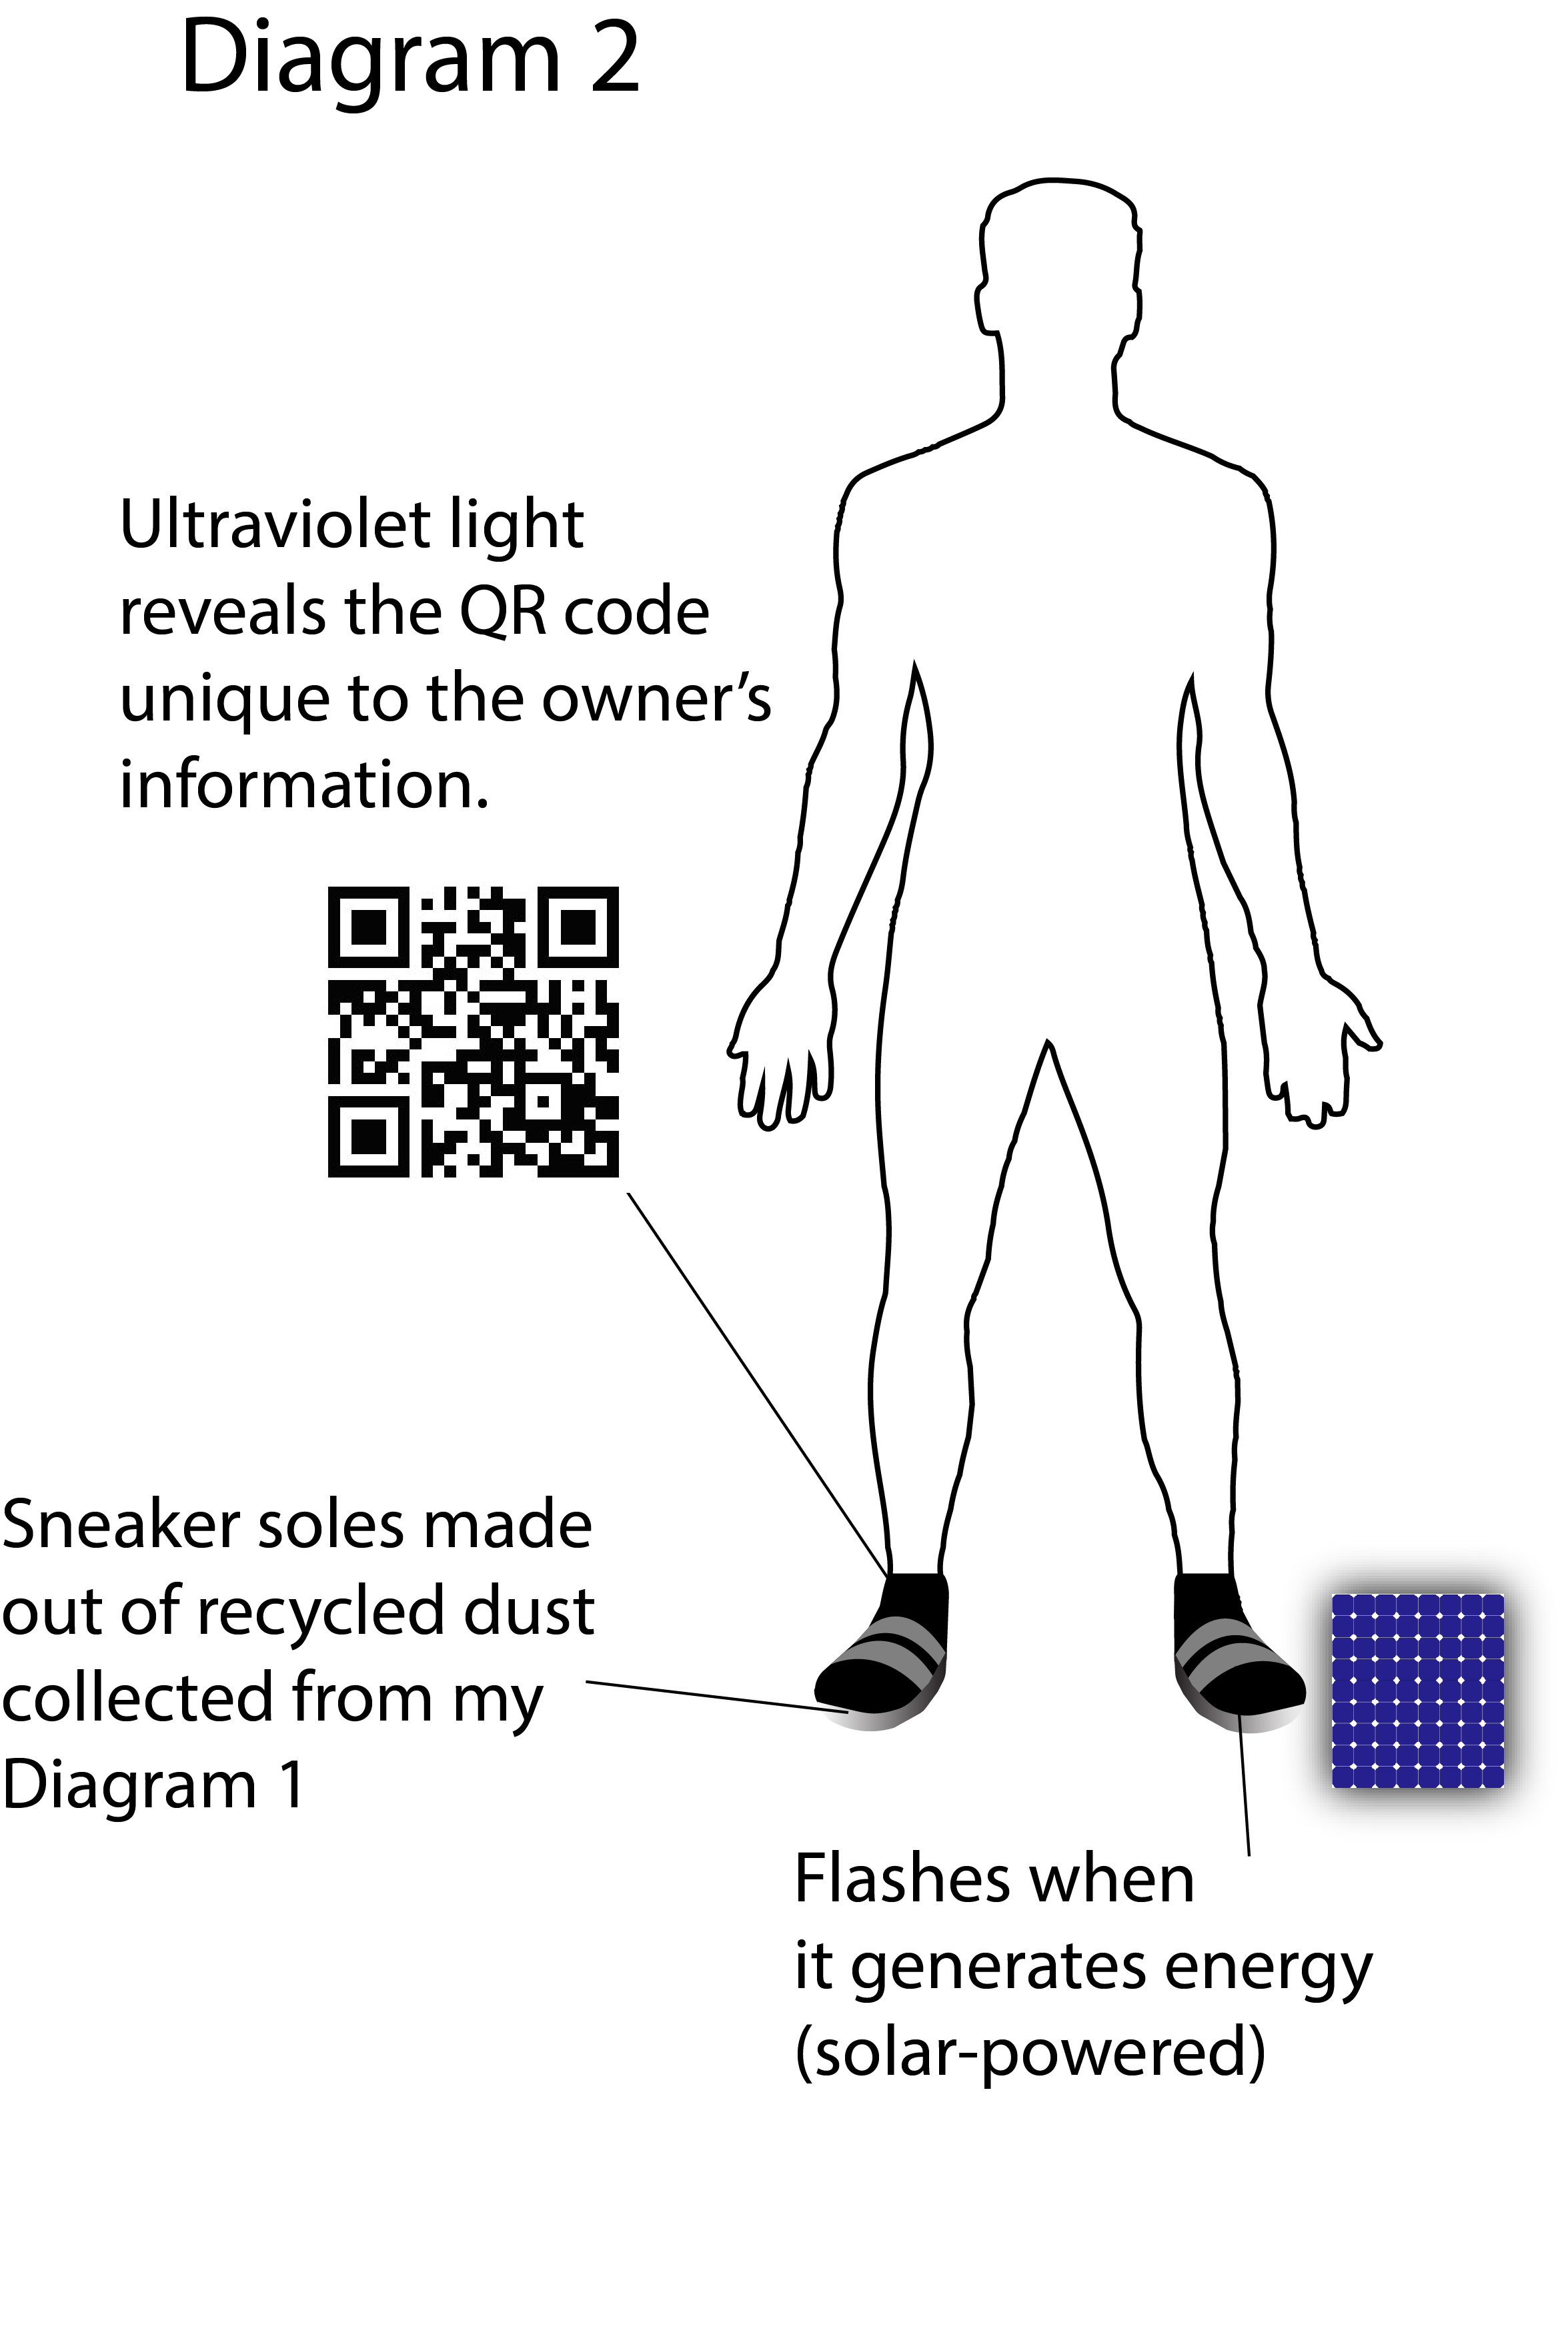 Diagram 2
Ultraviolet light
reveals the QR code
unique to the owner’s
information.
Sneaker soles made
out of recycled dust
collected from my
Diagram 1
Flashes when
it generates energy
(solar-powered)